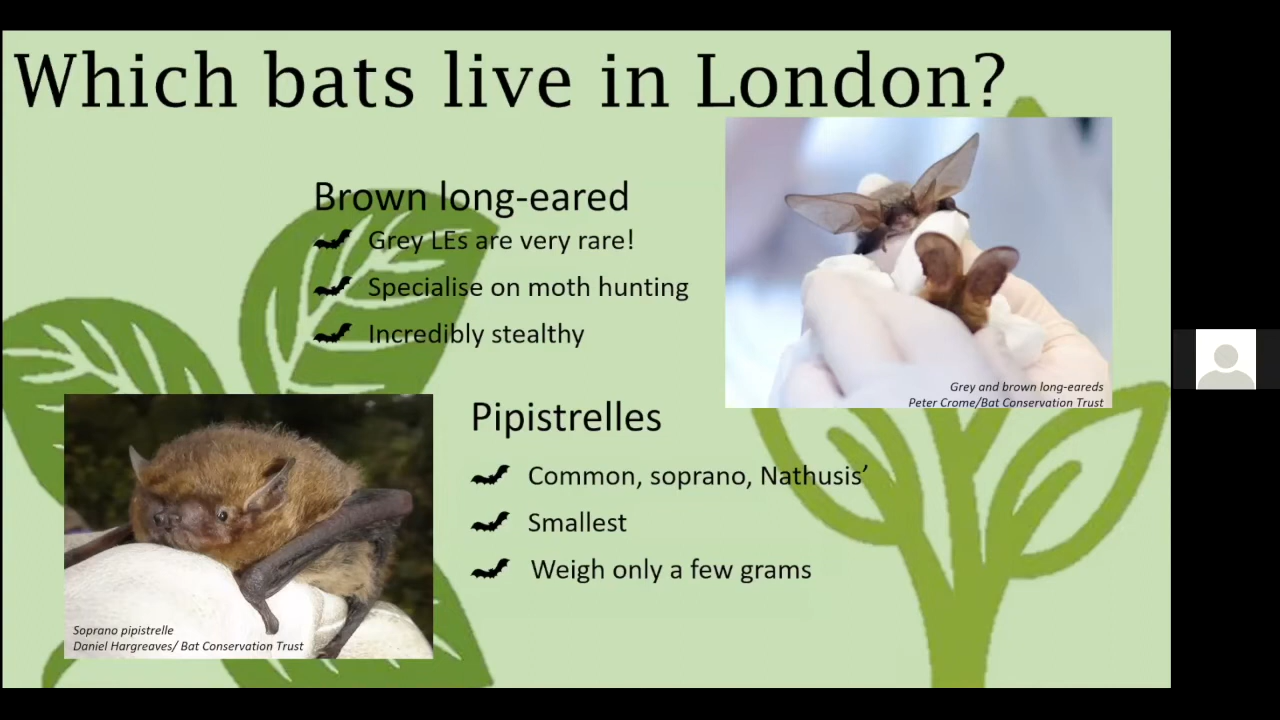 Which bats live in London?
Brown long-eared
Grey LEs are very rare!
Specialise on moth hunting
Incredibly stealthy
Grey and brown long-eareds
Peter Crome/Bat Conservation Trust
Pipistrelles
Common, soprano, Nathusis’
Smallest
Weigh only a few grams
Soprano pipistrelle
Daniel Hargreaves/ Bat Conservation Trust